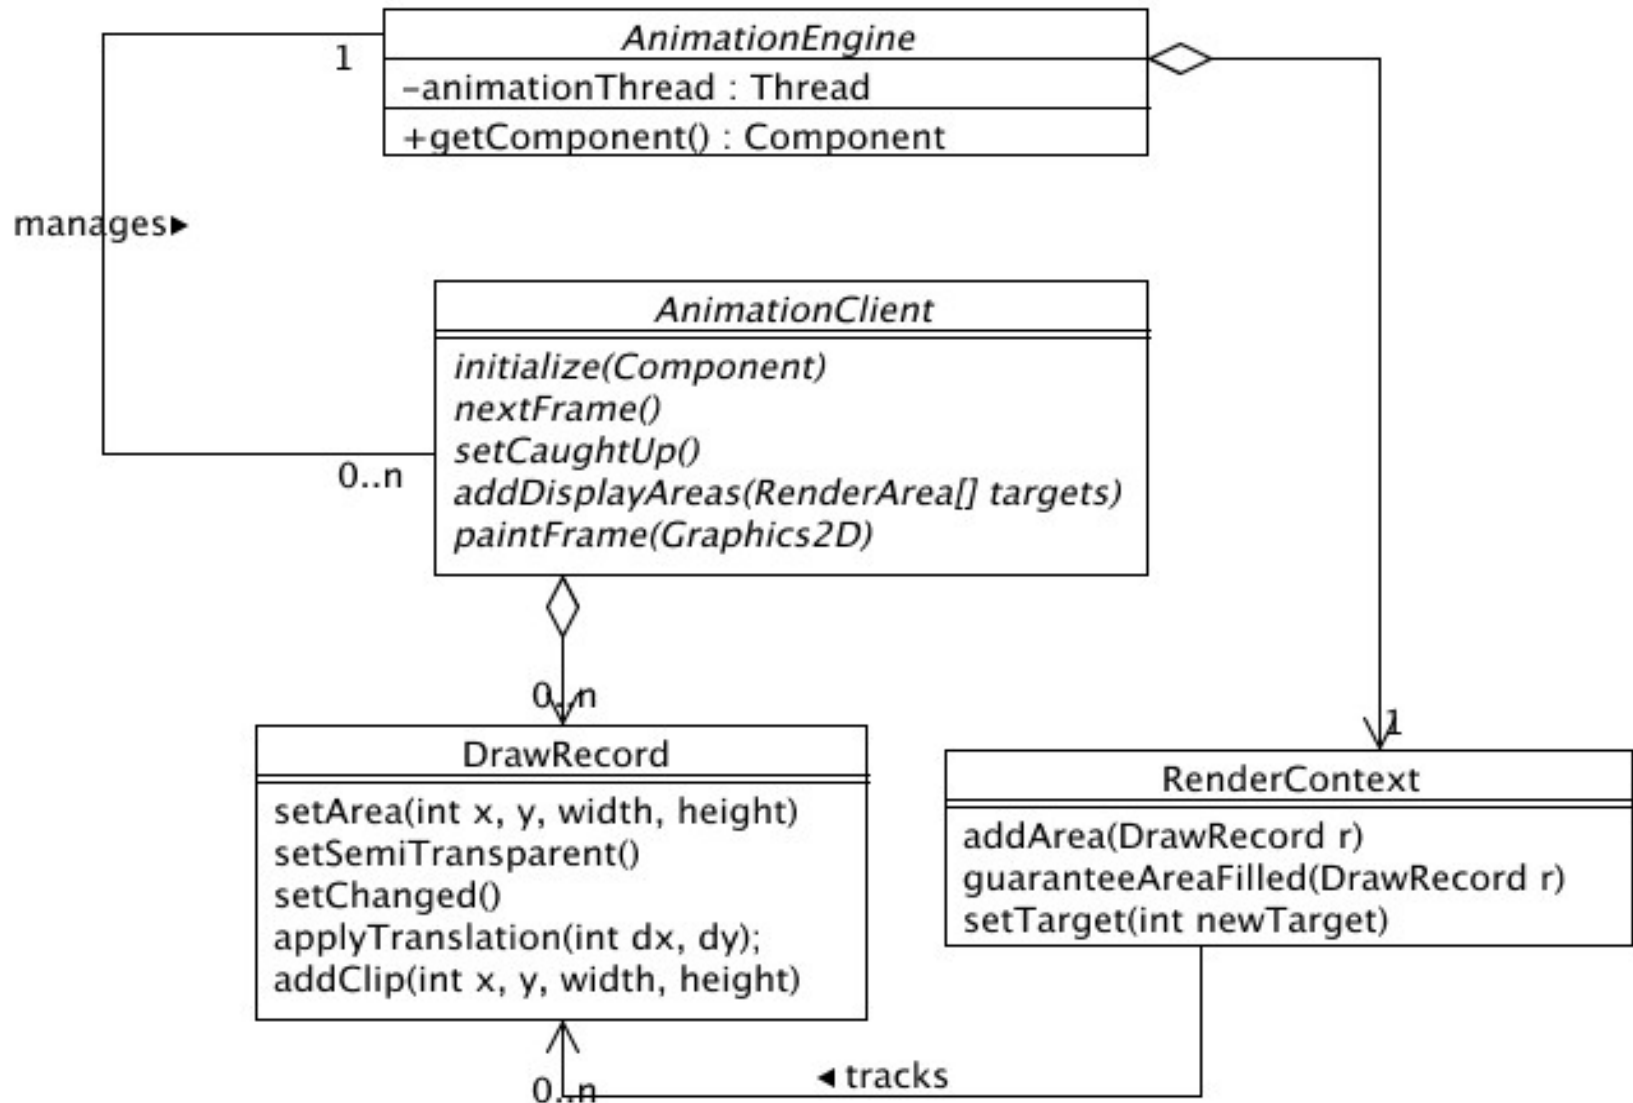 AnimationEngine
1
–animationThread : Thread
+getComponent() : Component
manages►
AnimationClient
initialize(Component)
nextFrame()
setCaughtUp()
0..n
addDisplayAreas(RenderArea[] targets)
paintFrame(Graphics2D)
0..n
1
DrawRecord
setArea(int x, y, width, height)
setSemiTransparent()
setChanged()
applyTranslation(int dx, dy);
addClip(int x, y, width, height)
RenderContext
addArea(DrawRecord r)
guaranteeAreaFilled(DrawRecord r)
setTarget(int newTarget)
◄ tracks
0..n